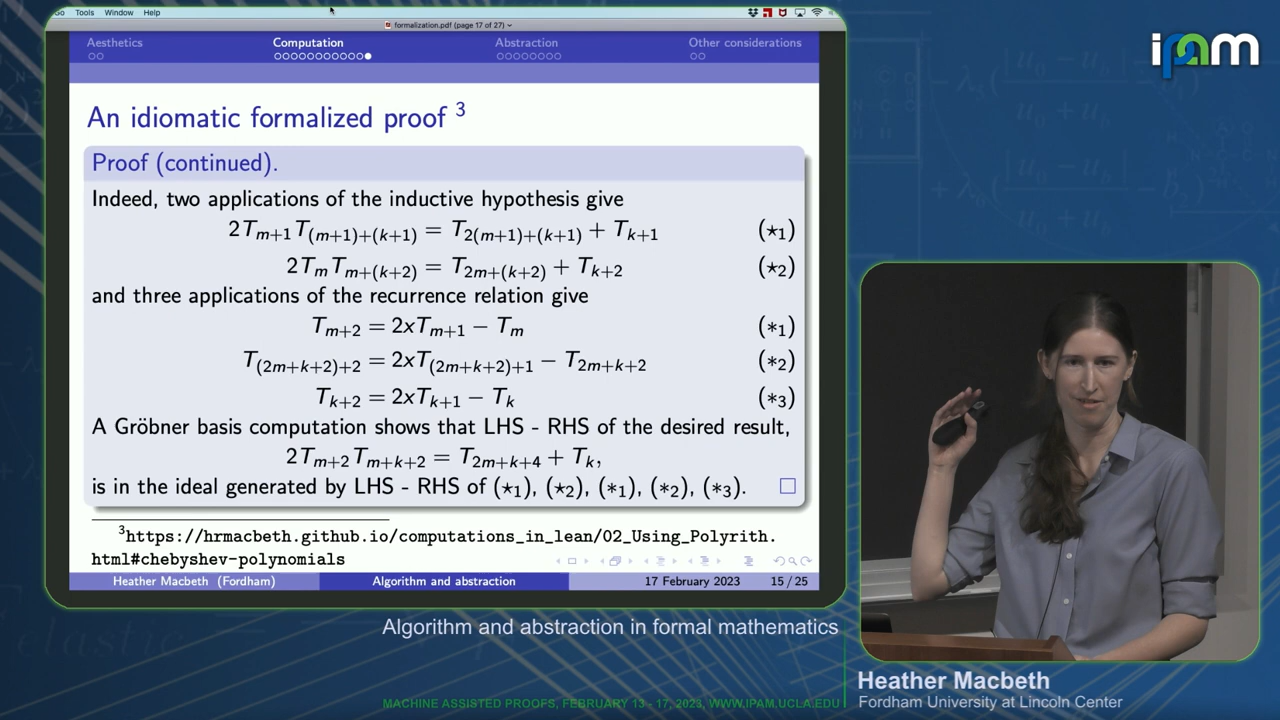 Go Tools Window Help
formalization.pdf (page 17 of 27)
Aesthetics Computation Abstraction Other considerations
An idiomatic formalized proof ³
Proof (continued).
Indeed, two applications of the inductive hypothesis give
2T_{m+1}T_{(m+1)+(k+1)} = T_{2(m+1)+(k+1)} + T_{k+1} (⋆₁)
2T_m T_{m+(k+2)} = T_{2m+(k+2)} + T_{k+2} (⋆₂)
and three applications of the recurrence relation give
T_{m+2} = 2xT_{m+1} − T_m (∗₁)
T_{(2m+k+2)+2} = 2xT_{(2m+k+2)+1} − T_{2m+k+2} (∗₂)
T_{k+2} = 2xT_{k+1} − T_k (∗₃)
A Gröbner basis computation shows that LHS - RHS of the desired result,
2T_{m+2}T_{m+k+2} = T_{2m+k+4} + T_k,
is in the ideal generated by LHS - RHS of (⋆₁), (⋆₂), (∗₁), (∗₂), (∗₃). □
³https://hrmacbeth.github.io/computations_in_lean/02_Using_Polyrith.
html#chebyshev-polynomials
Heather Macbeth (Fordham) Algorithm and abstraction 17 February 2023 15 / 25
ipam
Algorithm and abstraction in formal mathematics
Heather Macbeth
Fordham University at Lincoln Center
MACHINE ASSISTED PROOFS, FEBRUARY 13 - 17, 2023, WWW.IPAM.UCLA.EDU